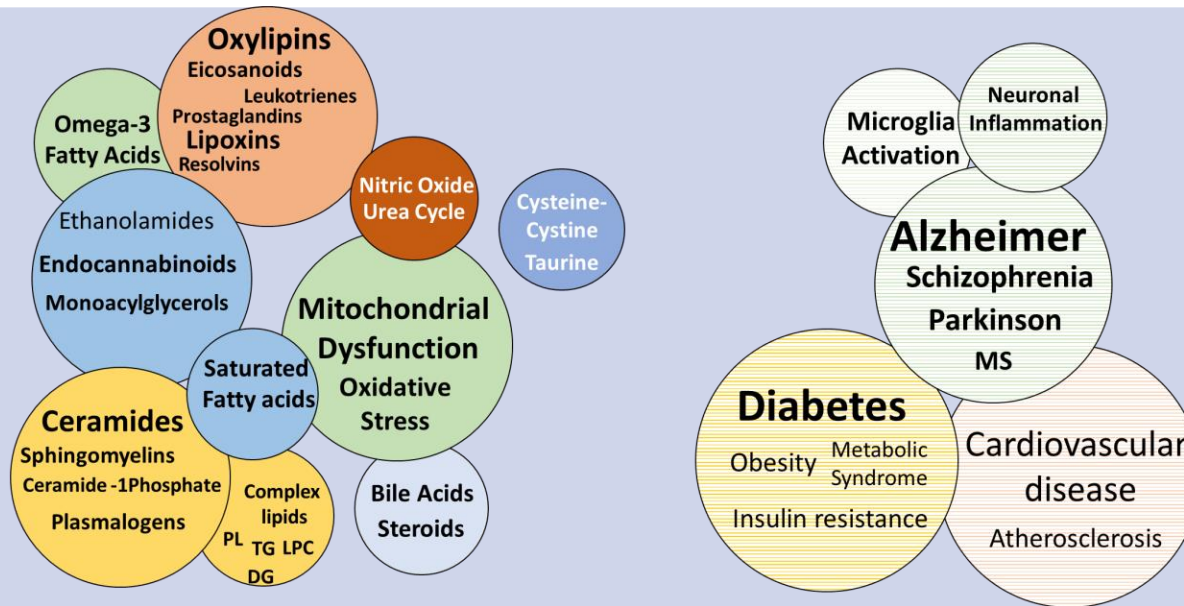 Oxylipins
Eicosanoids
Leukotrienes
Prostaglandins
Lipoxins
Resolvins
Omega-3
Fatty Acids
Nitric Oxide
Urea Cycle
Cysteine-
Cystine
Taurine
Ethanolamides
Endocannabinoids
Monoacylglycerols
Mitochondrial
Dysfunction
Oxidative
Stress
Saturated
Fatty acids
Ceramides
Sphingomyelins
Ceramide -1Phosphate
Plasmalogens
Complex
lipids
PL TG LPC
DG
Bile Acids
Steroids
Microglia
Activation
Neuronal
Inflammation
Alzheimer
Schizophrenia
Parkinson
MS
Diabetes
Obesity
Metabolic
Syndrome
Insulin resistance
Cardiovascular
disease
Atherosclerosis